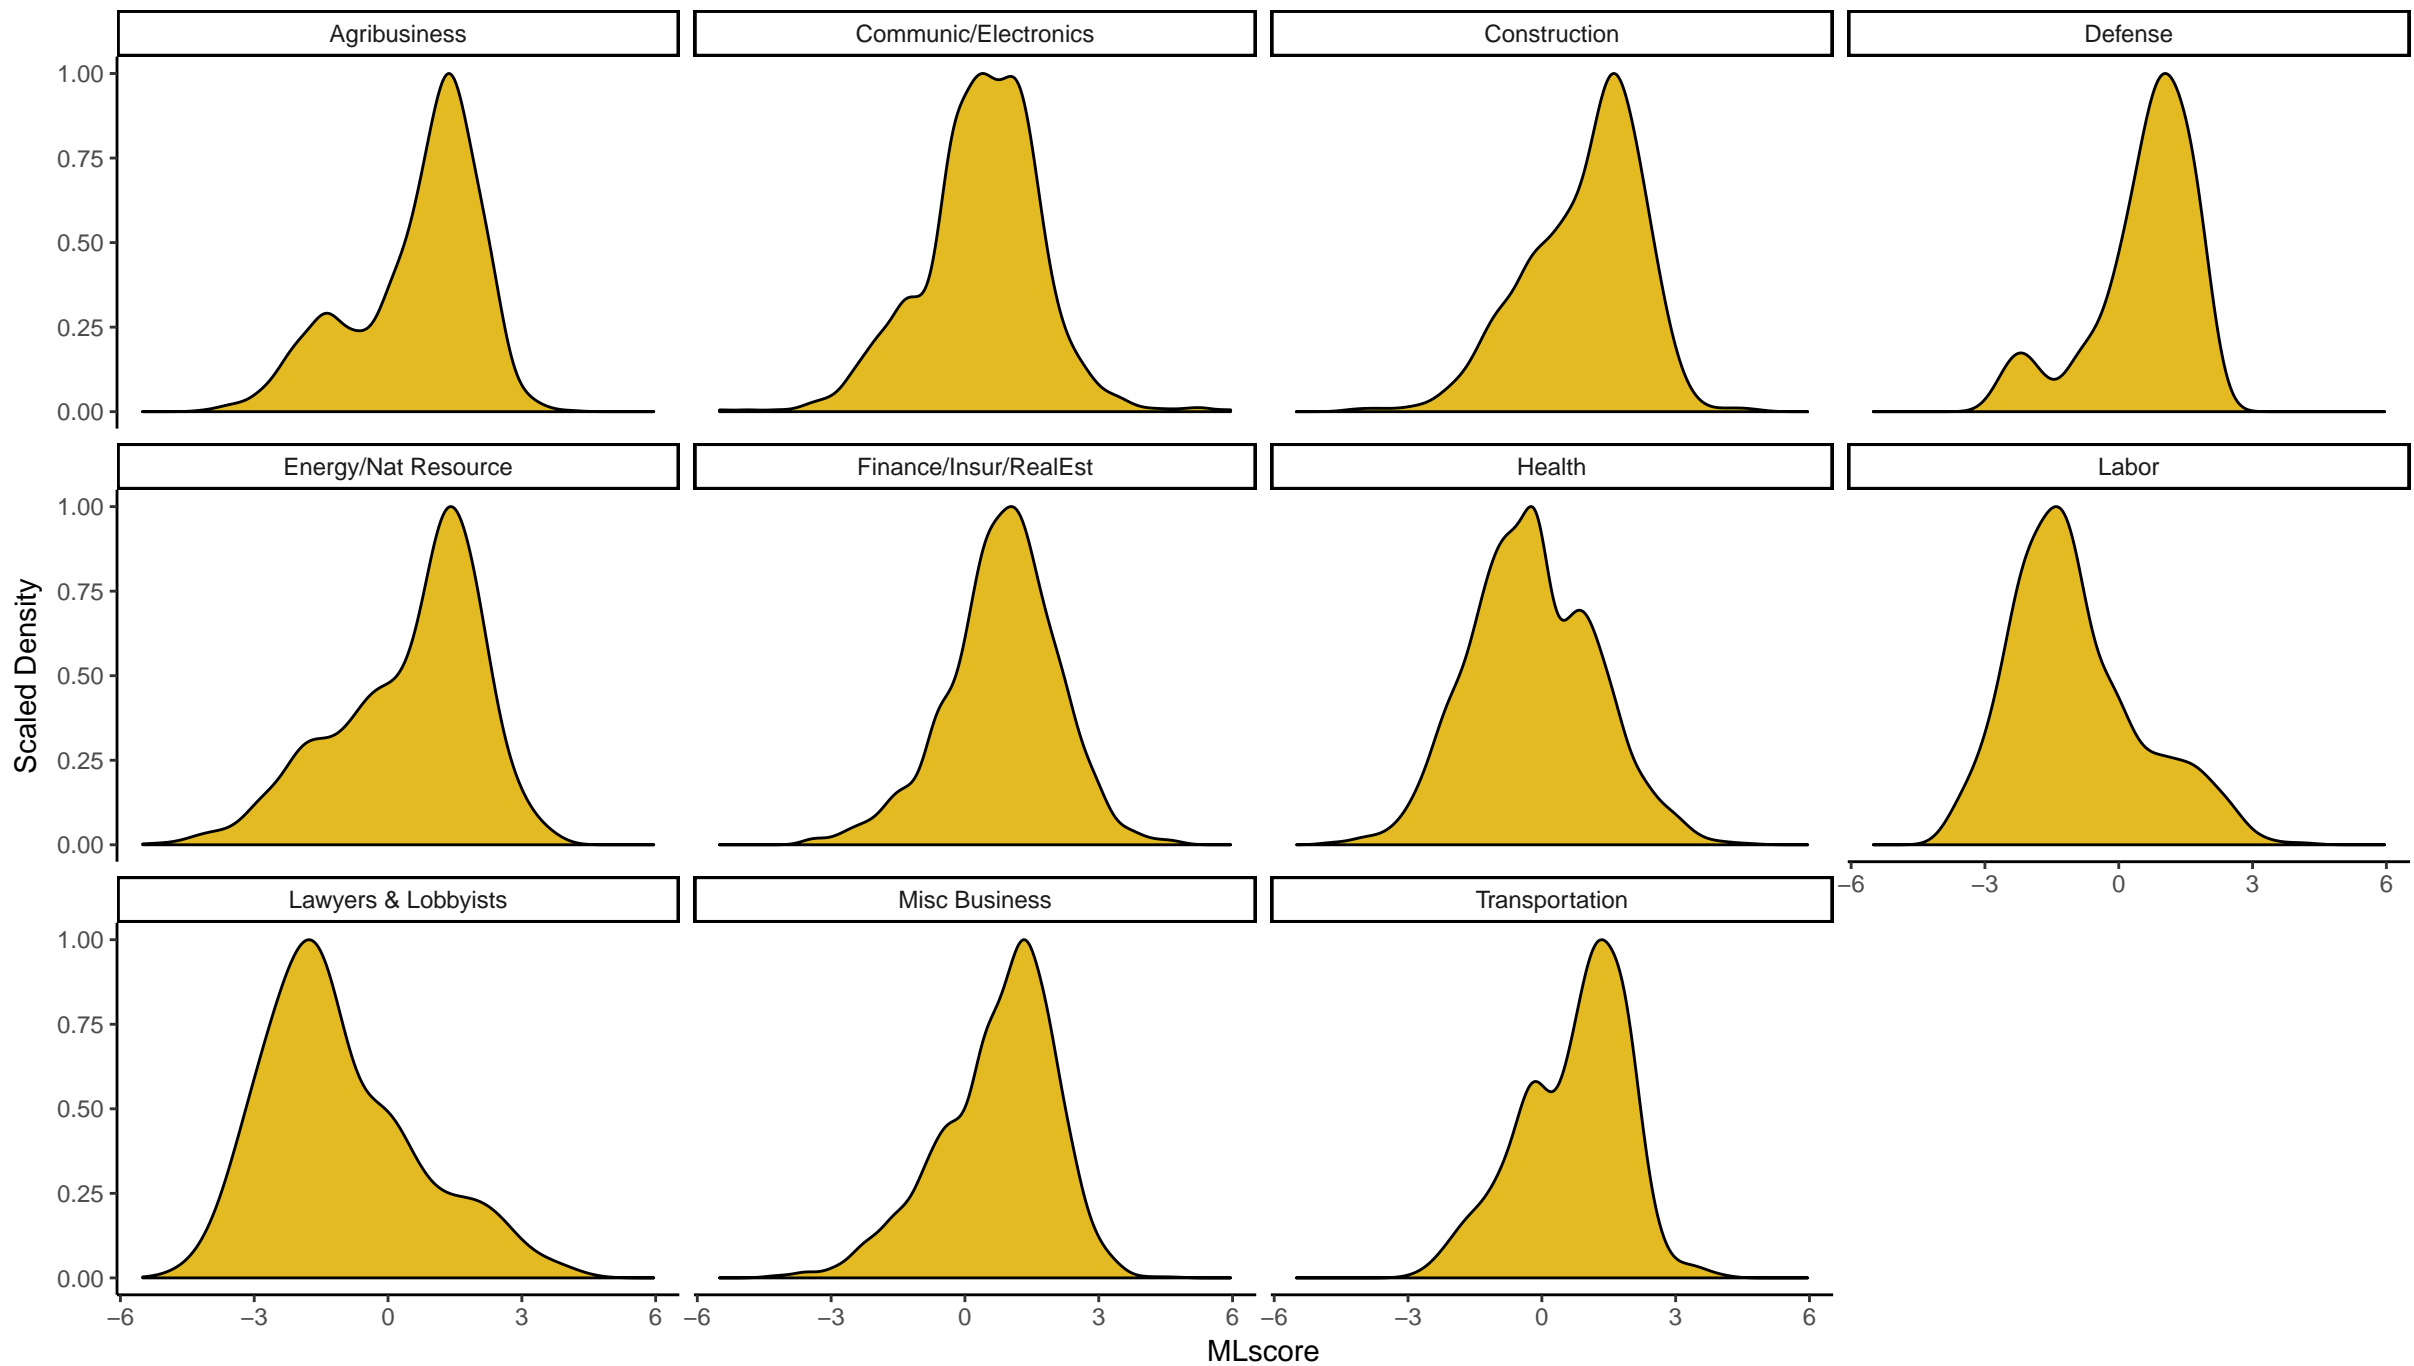 Agribusiness
Communic/Electronics
Construction
Defense
1.00
0.75
0.50
0.25
0.00
Energy/Nat Resource
Finance/Insur/RealEst
Health
Labor
1.00
0.75
0.50
0.25
0.00
−6 −3 0 3 6
Lawyers & Lobbyists
Misc Business
Transportation
1.00
0.75
0.50
0.25
0.00
−6 −3 0 3 6
−6 −3 0 3 6
−6 −3 0 3 6
MLscore
Scaled Density